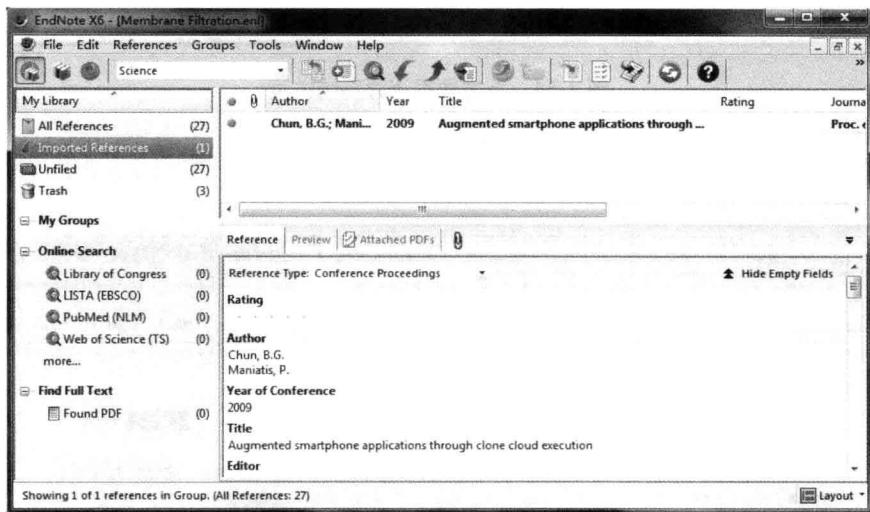 EndNote X6 - [Membrane Filtration.enl]
File Edit References Groups Tools Window Help
Science
My Library
All References (27)
Imported References (1)
Unfiled (27)
Trash (3)
My Groups
Online Search
Library of Congress (0)
LISTA (EBSCO) (0)
PubMed (NLM) (0)
Web of Science (TS) (0)
more...
Find Full Text
Found PDF (0)
Author Year Title Rating Journa
Chun, B.G.; Mani... 2009 Augmented smartphone applications through ... Proc.
Reference Preview Attached PDFs
Reference Type: Conference Proceedings Hide Empty Fields
Rating
Author
Chun, B.G.
Maniatis, P.
Year of Conference
2009
Title
Augmented smartphone applications through clone cloud execution
Editor
Showing 1 of 1 references in Group. (All References: 27) Layout